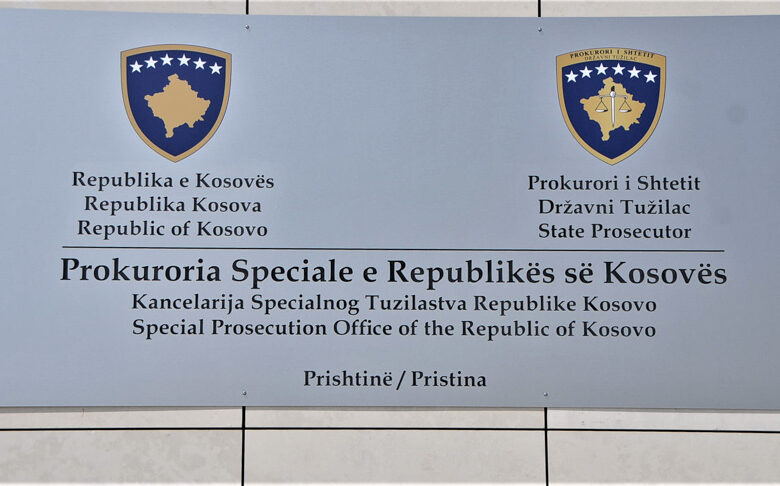 Republika e Kosovës
Republika Kosova
Republic of Kosovo
PROKURORI I SHTETIT
DRŽAVNI TUŽILAC
Prokurori i Shtetit
Državni Tužilac
State Prosecutor
Prokuroria Speciale e Republikës së Kosovës
Kancelarija Specialnog Tuzilastva Republike Kosovo
Special Prosecution Office of the Republic of Kosovo
Prishtinë / Pristina